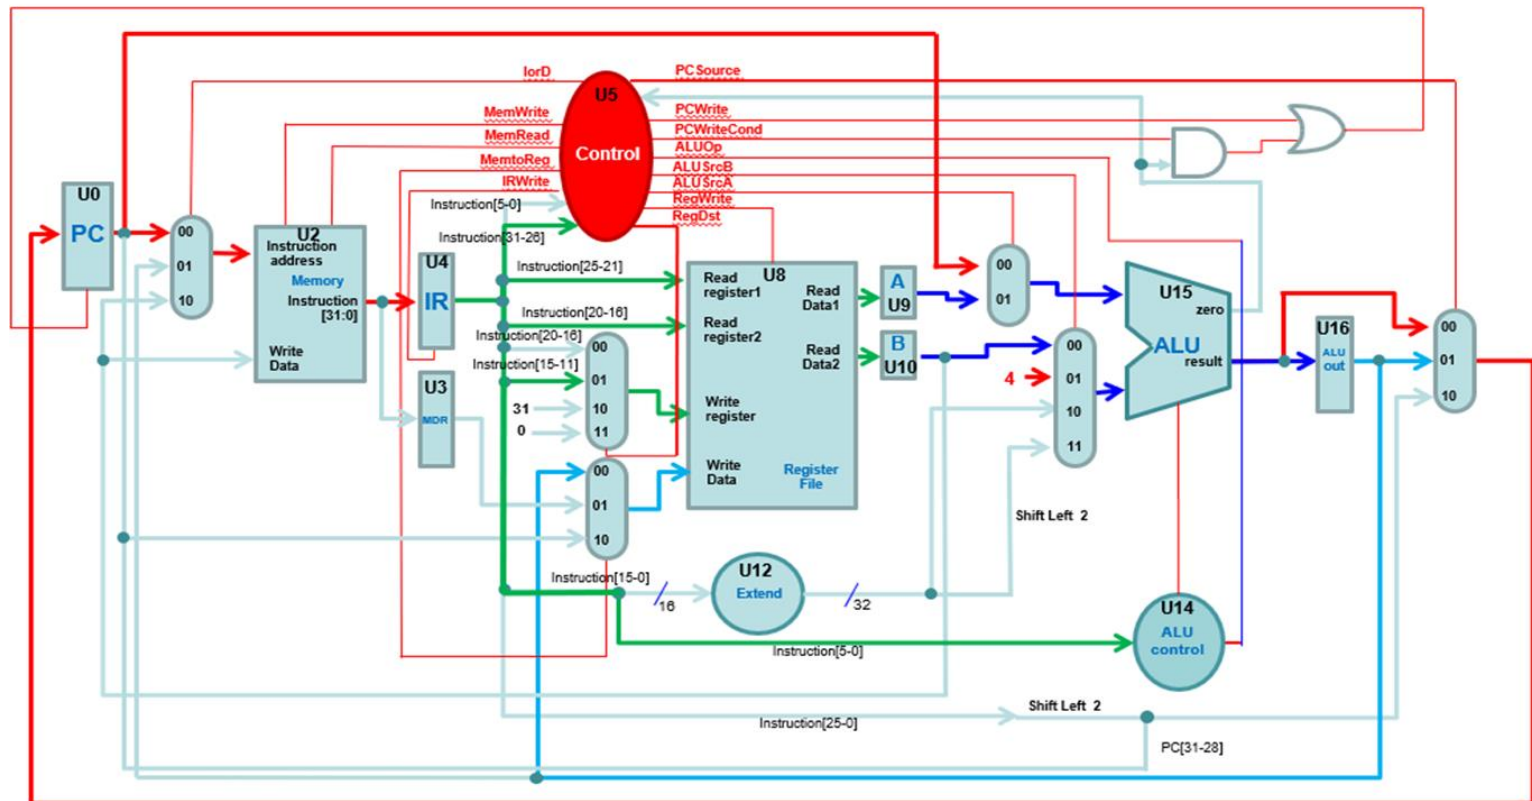 IorD
PCSource
U5
MemWrite
PCWrite
MemRead
PCWriteCond
Control
ALUOp
MemtoReg
ALUSrcB
IRWrite
ALUSrcA
Instruction[5-0]
RegWrite
RegDst
Instruction[31-26]
U0
PC
00
01
10
U2
Instruction
address
Memory
Instruction
[31:0]
Write
Data
U4
IR
U3
MDR
Instruction[25-21]
Instruction[20-16]
Instruction[20-16]
Instruction[15-11]
31
0
00
01
10
11
00
01
10
U8
Read
register1
Read
Data1
Read
register2
Read
Data2
Write
register
Write
Data
Register
File
A
U9
B
U10
00
01
4
00
01
10
11
U15
zero
ALU
result
U16
ALU
out
00
01
10
Shift Left 2
Instruction[15-0]
16
U12
Extend
32
U14
ALU
control
Instruction[5-0]
Instruction[25-0]
Shift Left 2
PC[31-28]